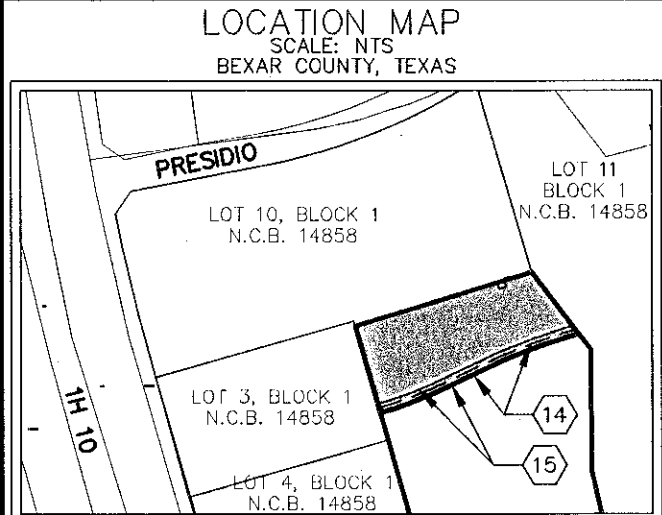 LOCATION MAP
SCALE: NTS
BEXAR COUNTY, TEXAS
PRESIDIO
LOT 11
BLOCK 1
N.C.B. 14858
LOT 10, BLOCK 1
N.C.B. 14858
LOT 3, BLOCK 1
N.C.B. 14858
1H 10
14
15
LOT 4, BLOCK 1
N.C.B. 14858